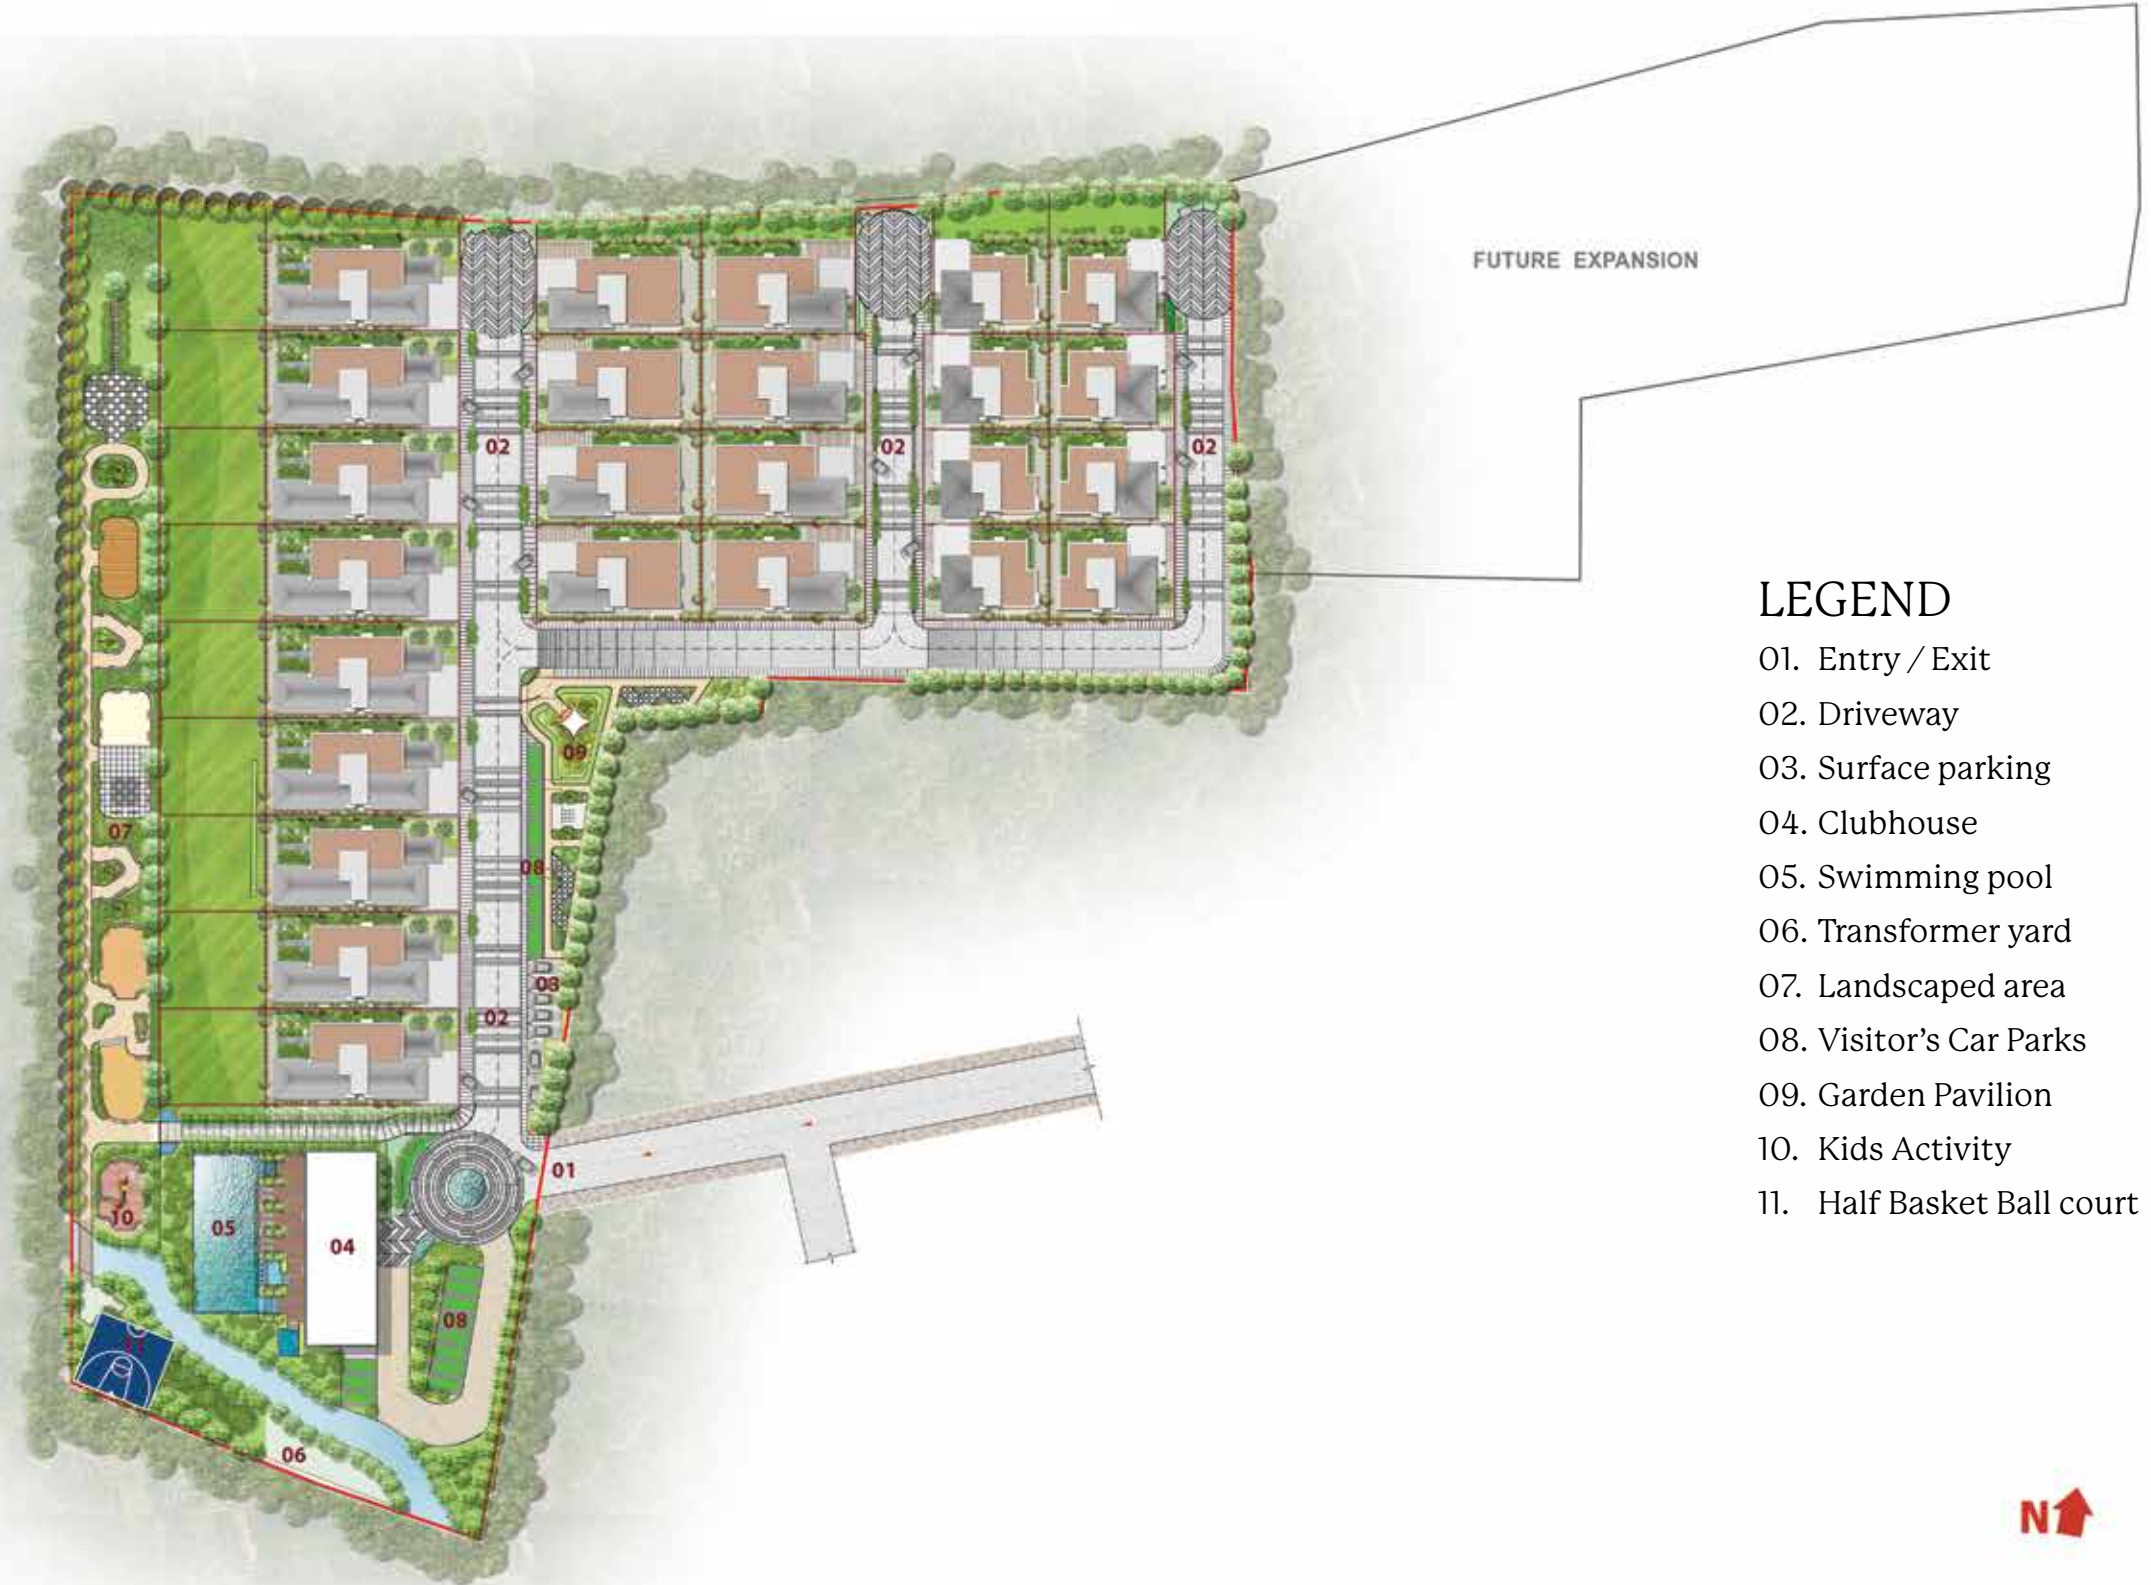 FUTURE EXPANSION
02 02 02
09
07
08
03
02
01
10
05
04
08
11
06
LEGEND
01. Entry / Exit
02. Driveway
03. Surface parking
04. Clubhouse
05. Swimming pool
06. Transformer yard
07. Landscaped area
08. Visitor's Car Parks
09. Garden Pavilion
10. Kids Activity
11. Half Basket Ball court
N